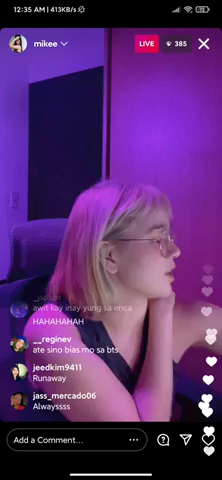 12:35 AM | 413KB/s
72
mikee
LIVE
385
awit kay inay yung sa enca
HAHAHAHAH
__reginev
ate sino bias mo sa bts
jeedkim9411
Runaway
jass_mercado06
Alwayssss
Add a Comment...